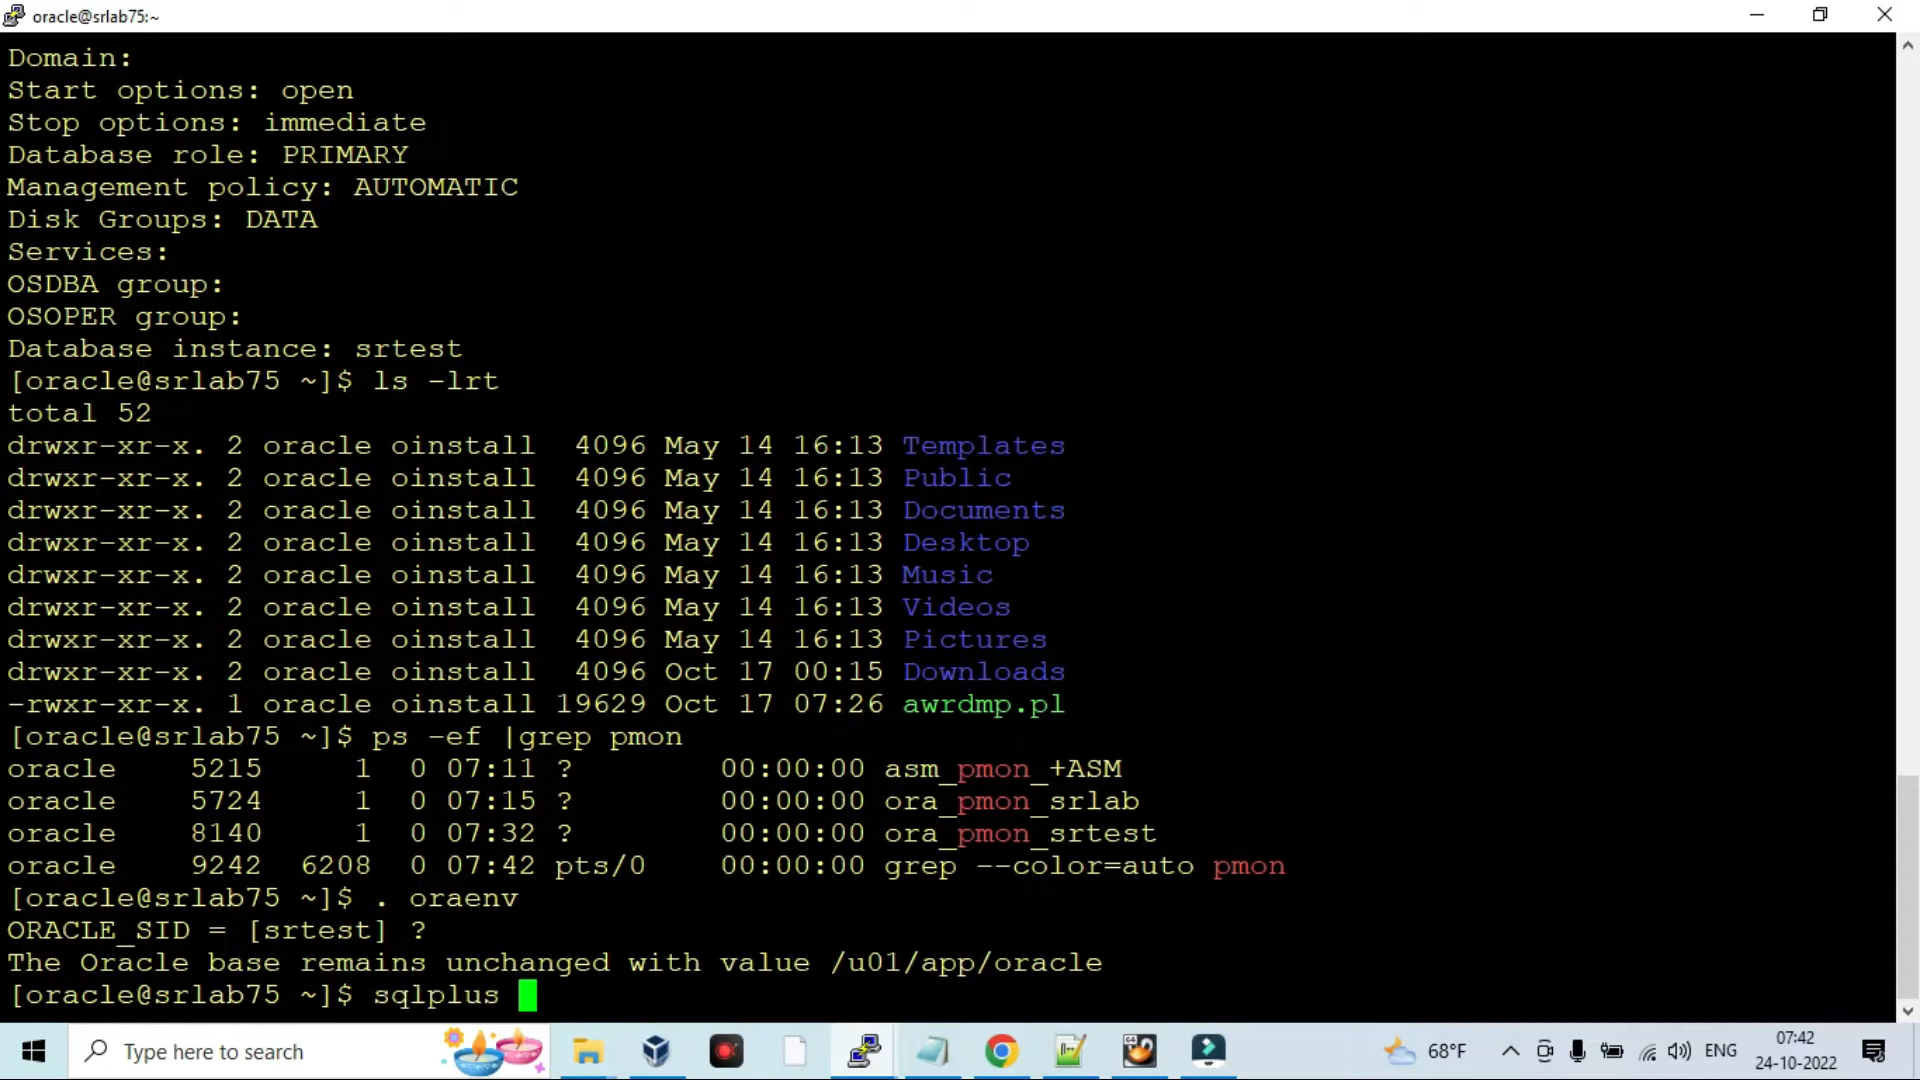 oracle@srlab75:~
Domain:
Start options: open
Stop options: immediate
Database role: PRIMARY
Management policy: AUTOMATIC
Disk Groups: DATA
Services:
OSDBA group:
OSOPER group:
Database instance: srtest
[oracle@srlab75 ~]$ ls -lrt
total 52
drwxr-xr-x. 2 oracle oinstall  4096 May 14 16:13 Templates
drwxr-xr-x. 2 oracle oinstall  4096 May 14 16:13 Public
drwxr-xr-x. 2 oracle oinstall  4096 May 14 16:13 Documents
drwxr-xr-x. 2 oracle oinstall  4096 May 14 16:13 Desktop
drwxr-xr-x. 2 oracle oinstall  4096 May 14 16:13 Music
drwxr-xr-x. 2 oracle oinstall  4096 May 14 16:13 Videos
drwxr-xr-x. 2 oracle oinstall  4096 May 14 16:13 Pictures
drwxr-xr-x. 2 oracle oinstall  4096 Oct 17 00:15 Downloads
-rwxr-xr-x. 1 oracle oinstall 19629 Oct 17 07:26 awrdmp.pl
[oracle@srlab75 ~]$ ps -ef |grep pmon
oracle    5215     1  0 07:11 ?        00:00:00 asm_pmon_+ASM
oracle    5724     1  0 07:15 ?        00:00:00 ora_pmon_srlab
oracle    8140     1  0 07:32 ?        00:00:00 ora_pmon_srtest
oracle    9242  6208  0 07:42 pts/0    00:00:00 grep --color=auto pmon
[oracle@srlab75 ~]$ . oraenv
ORACLE_SID = [srtest] ?
The Oracle base remains unchanged with value /u01/app/oracle
[oracle@srlab75 ~]$ sqlplus
Type here to search
68°F
ENG
07:42
24-10-2022